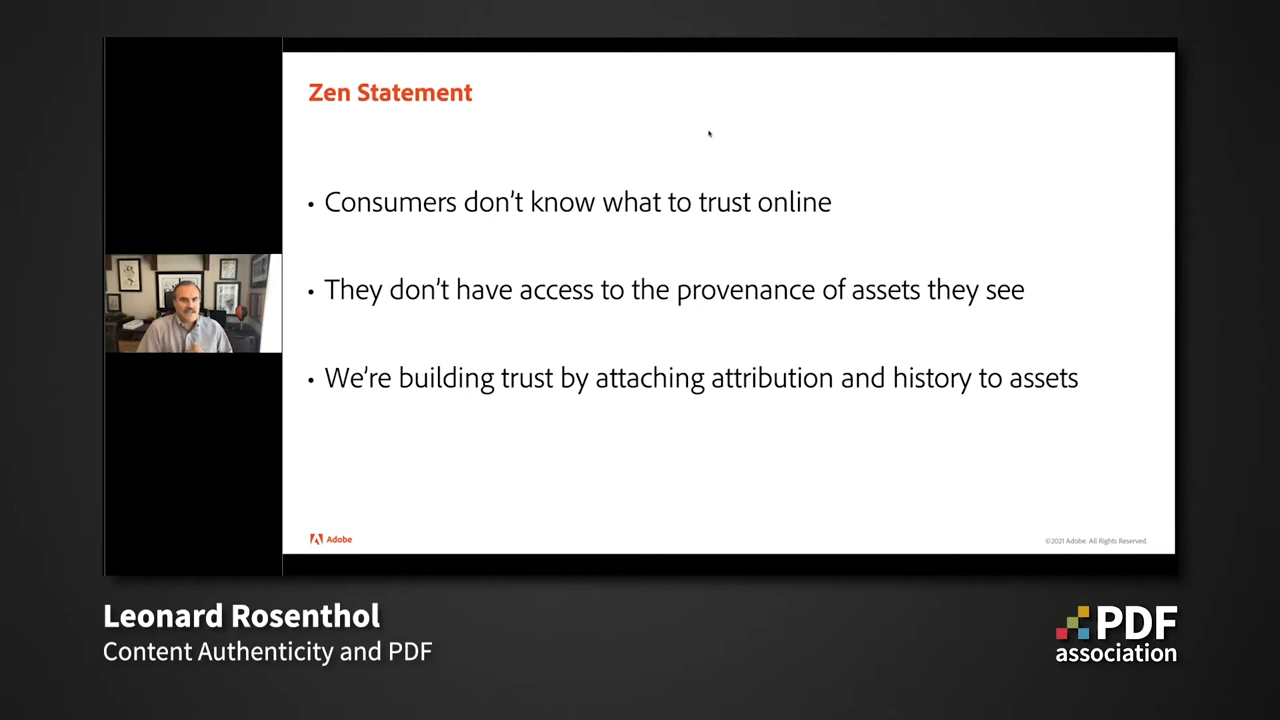 Zen Statement
• Consumers don’t know what to trust online
• They don’t have access to the provenance of assets they see
• We’re building trust by attaching attribution and history to assets
Adobe
©2021 Adobe. All Rights Reserved.
Leonard Rosenthol
Content Authenticity and PDF
PDF
association